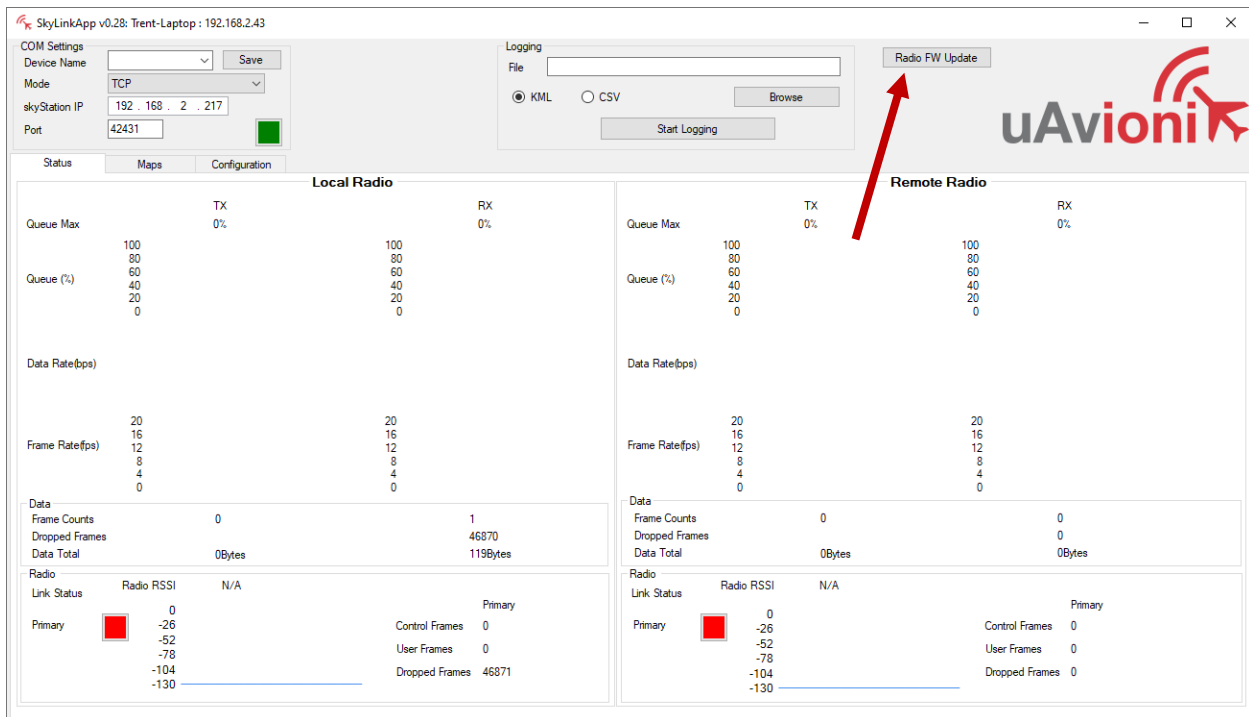 SkyLinkApp v0.28: Trent-Laptop : 192.168.2.43
COM Settings
Device Name
Save
Mode
TCP
skyStation IP
192 . 168 . 2 . 217
Port
42431
Logging
File
KML
CSV
Browse
Start Logging
Radio FW Update
uAvionix
Status
Maps
Configuration
Local Radio
TX
RX
Queue Max
0%
0%
Queue (%)
100
80
60
40
20
0
100
80
60
40
20
0
Data Rate(bps)
Frame Rate(fps)
20
16
12
8
4
0
20
16
12
8
4
0
Data
Frame Counts
0
1
Dropped Frames
46870
Data Total
0Bytes
119Bytes
Radio
Link Status
Radio RSSI
N/A
Primary
Primary
0
-26
-52
-78
-104
-130
Control Frames
0
User Frames
0
Dropped Frames
46871
Remote Radio
TX
RX
Queue Max
0%
0%
Queue (%)
100
80
60
40
20
0
100
80
60
40
20
0
Data Rate(bps)
Frame Rate(fps)
20
16
12
8
4
0
20
16
12
8
4
0
Data
Frame Counts
0
0
Dropped Frames
0
Data Total
0Bytes
0Bytes
Radio
Link Status
Radio RSSI
N/A
Primary
Primary
0
-26
-52
-78
-104
-130
Control Frames
0
User Frames
0
Dropped Frames
0